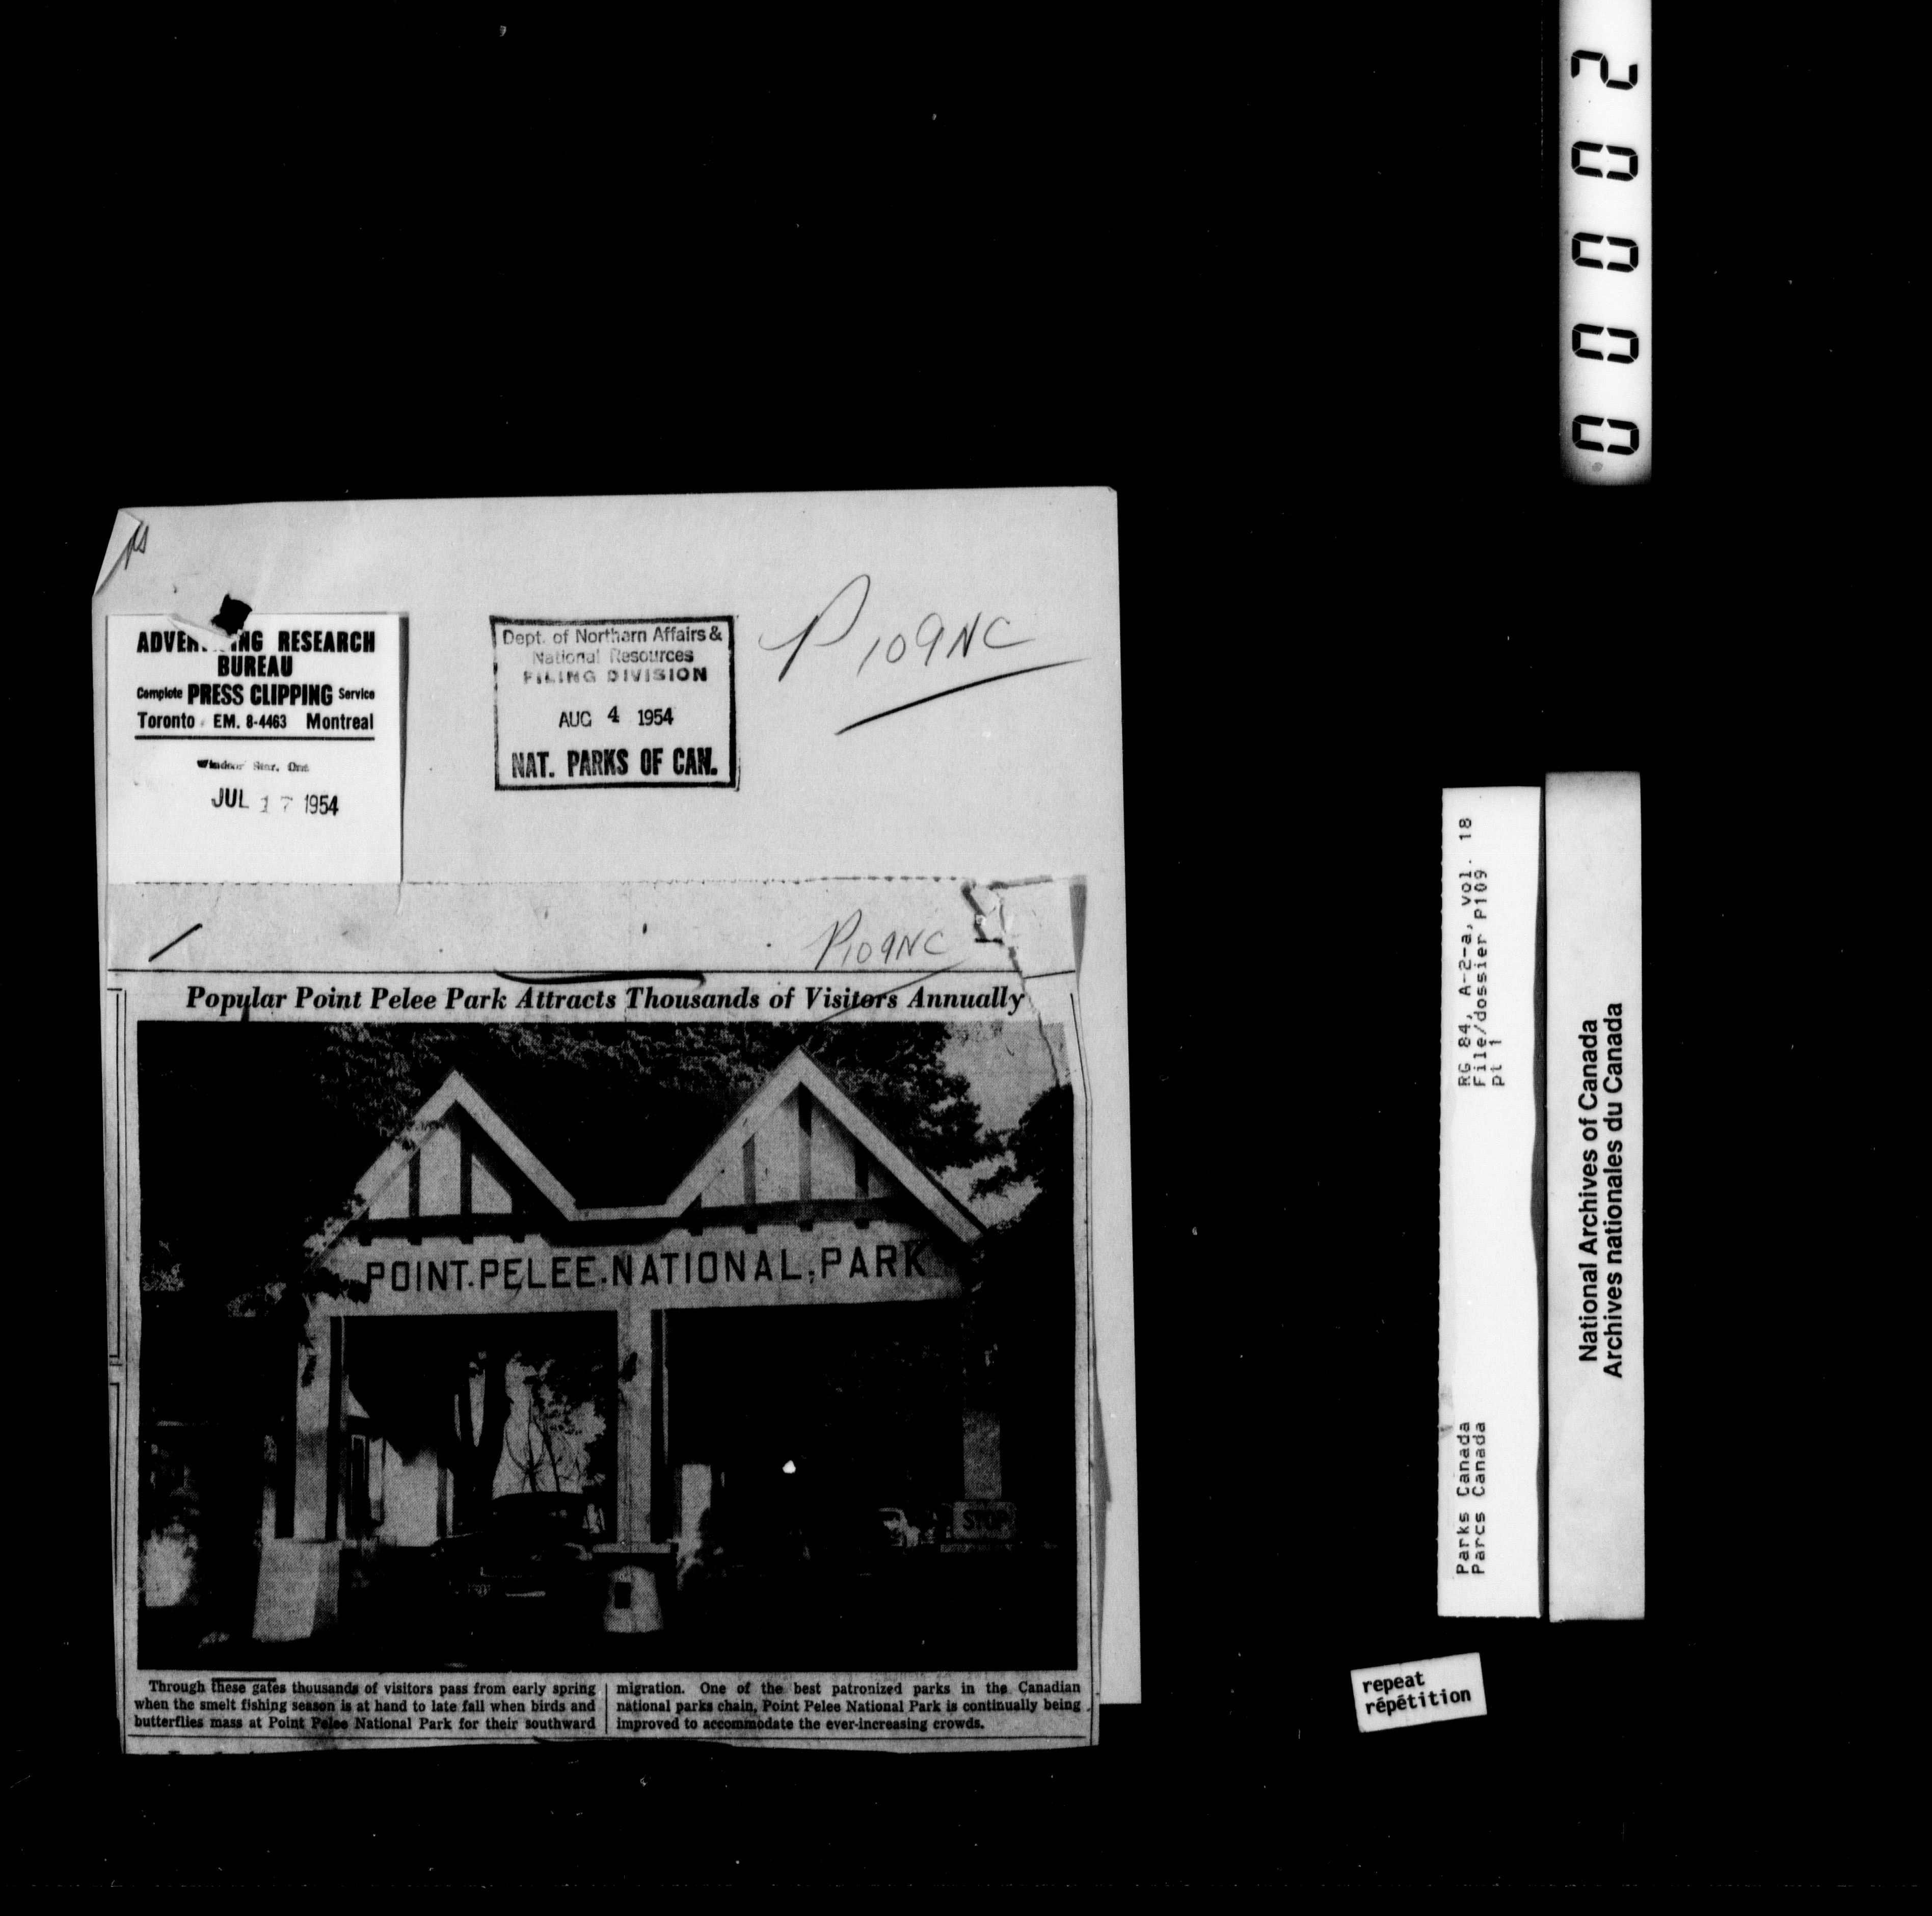 ADVER ING RESEARCH
BUREAU
Complete PRESS CLIPPING Service
Toronto EM. 8-4463 Montreal
Windsor Star, Ont
JUL 17 1954
Dept. of Northern Affairs &
National Resources
FILING DIVISION
AUG 4 1954
NAT. PARKS OF CAN.
P109NC
P109NC
Popular Point Pelee Park Attracts Thousands of Visitors Annually
POINT.PELEE.NATIONAL.PARK
STOP
Through these gates thousands of visitors pass from early spring
when the smelt fishing season is at hand to late fall when birds and
butterflies mass at Point Pelee National Park for their southward
migration. One of the best patronized parks in the Canadian
national parks chain, Point Pelee National Park is continually being
improved to accommodate the ever-increasing crowds.
00002
RG 84, A-2-a, vol. 18
File/dossier P109
pt 1
Parks Canada
Parcs Canada
National Archives of Canada
Archives nationales du Canada
repeat
répétition